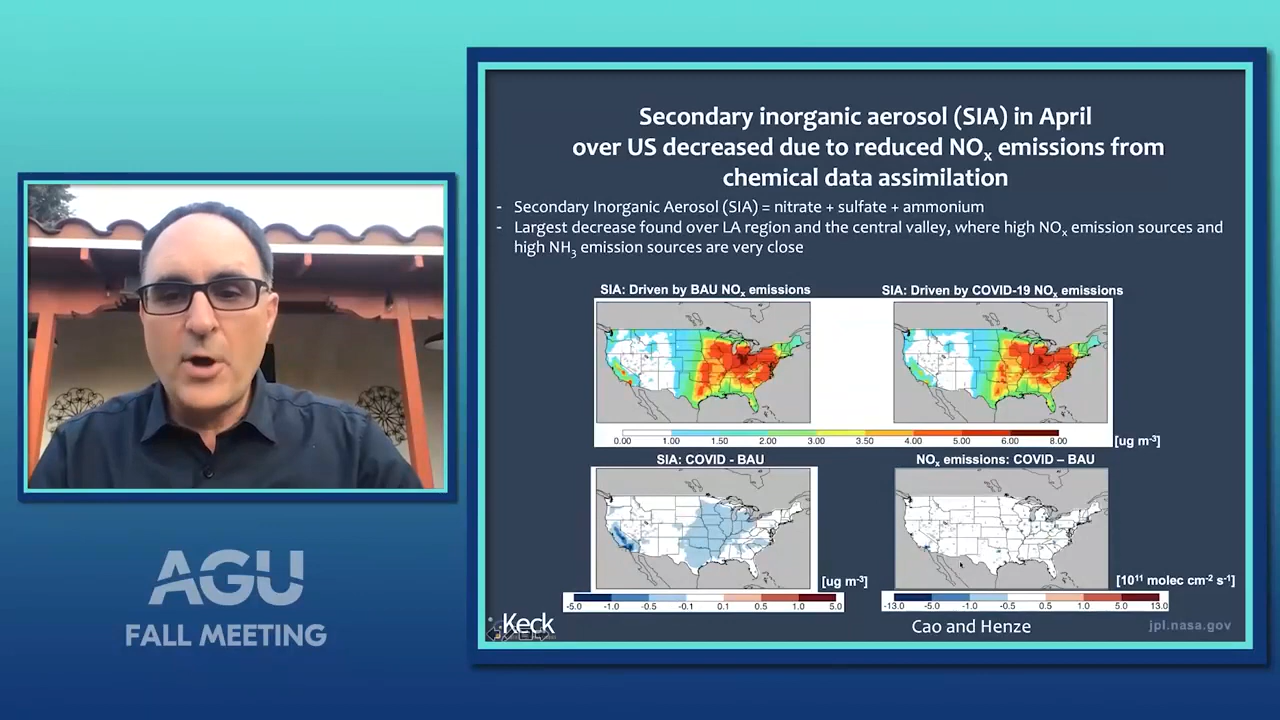 Secondary inorganic aerosol (SIA) in April
over US decreased due to reduced NOx emissions from
chemical data assimilation
- Secondary Inorganic Aerosol (SIA) = nitrate + sulfate + ammonium
- Largest decrease found over LA region and the central valley, where high NOx emission sources and
high NH3 emission sources are very close
SIA: Driven by BAU NOx emissions
SIA: Driven by COVID-19 NOx emissions
0.00 1.00 1.50 2.00 3.00 3.50 4.00 5.00 6.00 8.00
[ug m-3]
SIA: COVID - BAU
NOx emissions: COVID – BAU
[ug m-3]
[10¹¹ molec cm-2 s-1]
-5.0 -1.0 -0.5 -0.1 0.1 0.5 1.0 5.0
-13.0 -5.0 -1.0 -0.5 0.5 1.0 5.0 13.0
Keck
Cao and Henze
jpl.nasa.gov
AGU
FALL MEETING